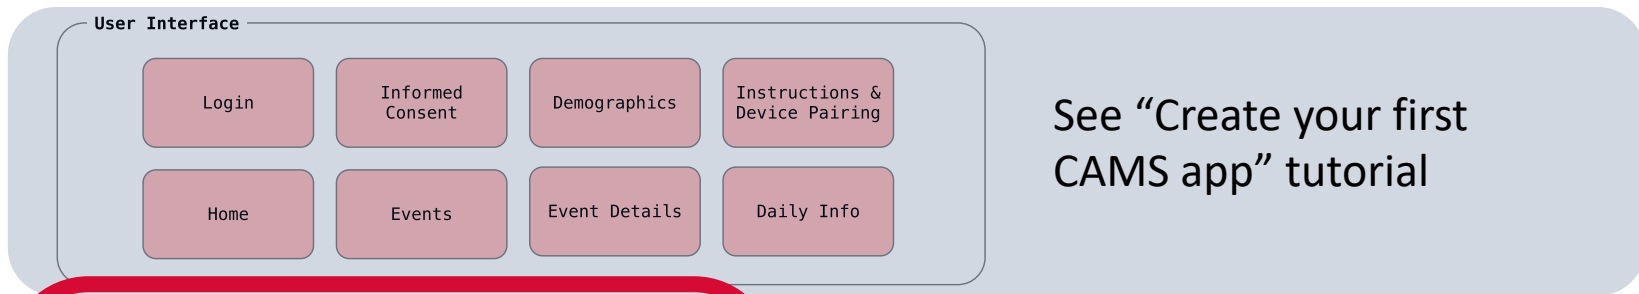 User Interface
Login
Informed
Consent
Demographics
Instructions &
Device Pairing
Home
Events
Event Details
Daily Info
See “Create your first
CAMS app” tutorial